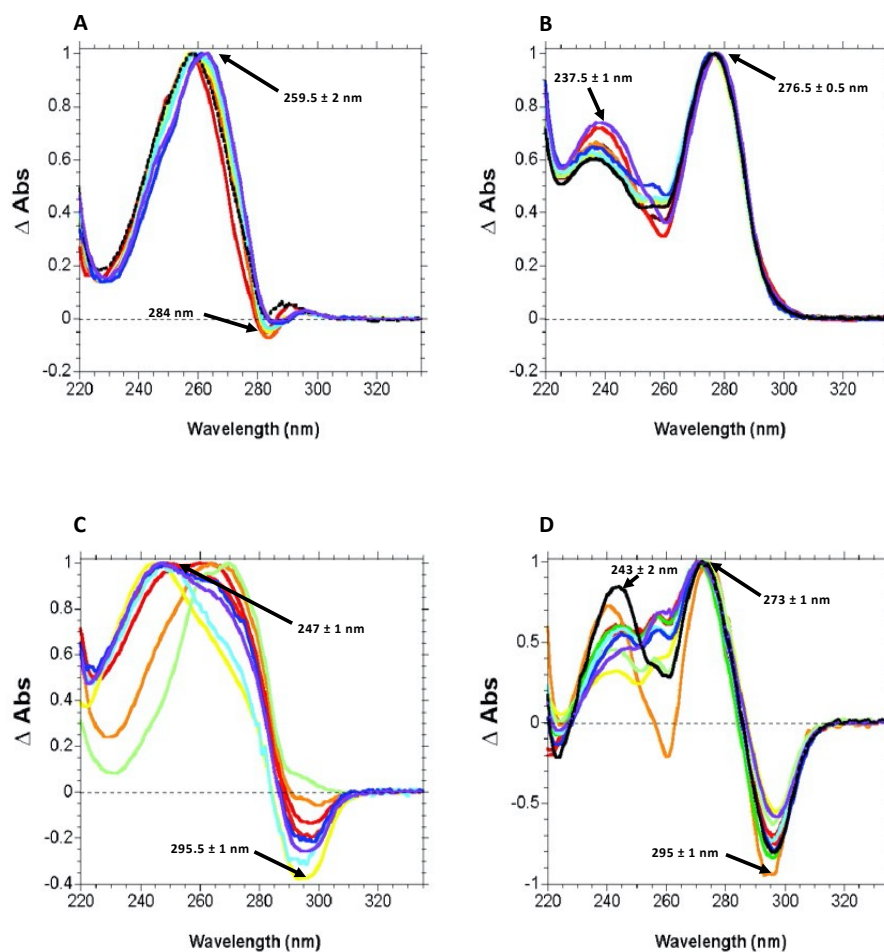 A
B
1
0.8
0.6
0.4
0.2
0
-0.2
Δ Abs
259.5 ± 2 nm
284 nm
220 240 260 280 300 320
Wavelength (nm)
1
0.8
0.6
0.4
0.2
0
-0.2
Δ Abs
237.5 ± 1 nm
276.5 ± 0.5 nm
220 240 260 280 300 320
Wavelength (nm)
C
D
1
0.8
0.6
0.4
0.2
0
-0.2
-0.4
Δ Abs
247 ± 1 nm
295.5 ± 1 nm
220 240 260 280 300 320
Wavelength (nm)
1
0.5
0
-0.5
-1
Δ Abs
243 ± 2 nm
273 ± 1 nm
295 ± 1 nm
220 240 260 280 300 320
Wavelength (nm)